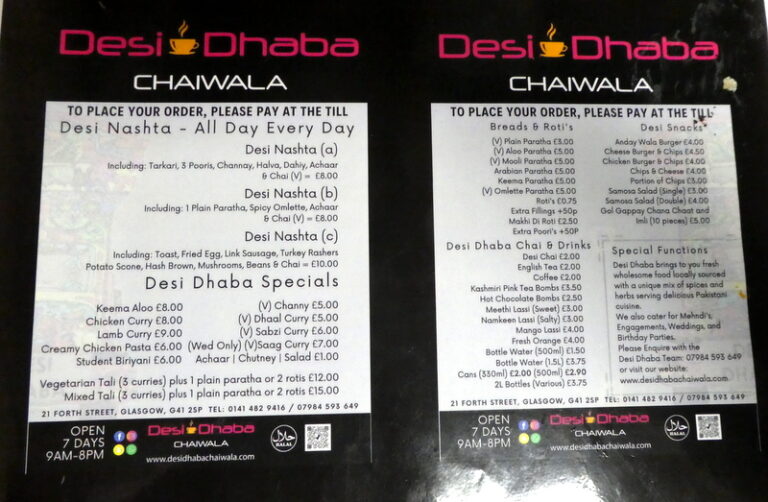 Desi Dhaba
CHAIWALA
TO PLACE YOUR ORDER, PLEASE PAY AT THE TILL
Desi Nashta - All Day Every Day
Desi Nashta (a)
Including: Tarkari, 3 Pooris, Channay, Halva, Dahiy, Achaar
& Chai (V) = £8.00
Desi Nashta (b)
Including: 1 Plain Paratha, Spicy Omlette, Achaar
& Chai (V) = £8.00
Desi Nashta (c)
Including: Toast, Fried Egg, Link Sausage, Turkey Rashers
Potato Scone, Hash Brown, Mushrooms, Beans & Chai = £10.00
Desi Dhaba Specials
Keema Aloo £8.00
Chicken Curry £8.00
Lamb Curry £9.00
Creamy Chicken Pasta £6.00
Student Biriyani £6.00
(V) Channy £5.00
(V) Dhaal Curry £5.00
(V) Sabzi Curry £6.00
(Wed Only) (V)Saag Curry £7.00
Achaar | Chutney | Salad £1.00
Vegetarian Tali (3 curries) plus 1 plain paratha or 2 rotis £12.00
Mixed Tali (3 curries) plus 1 plain paratha or 2 rotis £15.00
21 FORTH STREET, GLASGOW, G41 2SP TEL: 0141 482 9416 / 07984 593 649
OPEN
7 DAYS
9AM-8PM
Desi Dhaba
CHAIWALA
www.desidhabachaiwala.com
حلال
HALAL
Desi Dhaba
CHAIWALA
TO PLACE YOUR ORDER, PLEASE PAY AT THE TILL
Breads & Roti's
(V) Plain Paratha £3.00
(V) Aloo Paratha £5.00
(V) Mooli Paratha £5.00
Arabian Paratha £5.00
Keema Paratha £5.00
(V) Omlette Paratha £5.00
Roti's £0.75
Extra Fillings +50p
Makhi Di Roti £2.50
Extra Poori's +50P
Desi Snacks
Anday Wala Burger £4.00
Cheese Burger & Chips £4.50
Chicken Burger & Chips £4.00
Chips & Cheese £4.00
Portion of Chips £3.00
Samosa Salad (Single) £3.00
Samosa Salad (Double) £4.00
Gol Gappay Chana Chaat and
Imli (10 pieces) £5.00
Desi Dhaba Chai & Drinks
Desi Chai £2.00
English Tea £2.00
Coffee £2.00
Kashmiri Pink Tea Bombs £3.50
Hot Chocolate Bombs £2.50
Meethi Lassi (Sweet) £3.00
Namkeen Lassi (Salty) £3.00
Mango Lassi £4.00
Fresh Orange £4.00
Bottle Water (500ml) £1.50
Bottle Water (1.5L) £3.75
Cans (330ml) £2.00 (500ml) £2.90
2L Bottles (Various) £3.75
Special Functions
Desi Dhaba brings to you fresh
wholesome food locally sourced
with a unique mix of spices and
herbs serving delicious Pakistani
cuisine.
We also cater for Mehndi's,
Engagements, Weddings, and
Birthday Parties.
Please Enquire with the
Desi Dhaba Team: 07984 593 649
or visit our website:
www.desidhabachaiwala.com
21 FORTH STREET, GLASGOW, G41 2SP TEL: 0141 482 9416 / 07984 593 649
OPEN
7 DAYS
9AM-8PM
Desi Dhaba
CHAIWALA
www.desidhabachaiwala.com
حلال
HALAL